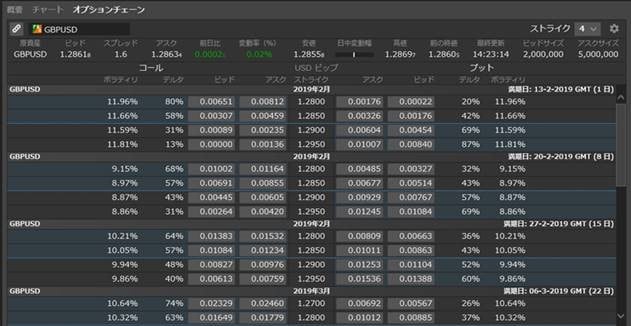 概要 チャート オプションチェーン
GBPUSD ストライク 4
原資産 ビッド スプレッド アスク 前日比 変動率 (%) 安値 日中変動幅 高値 前の終値 最終更新 ビッドサイズ アスクサイズ
GBPUSD 1.28618 1.6 1.28634 0.0002 0.02% 1.28558 1.28697 1.28605 14:23:14 2,000,000 5,000,000
コール USD ピップ プット
ボラティリ デルタ ビッド アスク ストライク アスク ビッド デルタ ボラティリ
GBPUSD 2019年2月 満期日: 13-2-2019 GMT (1 日)
11.96% 80% 0.00651 0.00812 1.2800 0.00176 0.00022 20% 11.96%
11.66% 58% 0.00307 0.00459 1.2850 0.00326 0.00176 42% 11.66%
11.59% 31% 0.00089 0.00235 1.2900 0.00604 0.00454 69% 11.59%
11.81% 13% 0.00000 0.00136 1.2950 0.01007 0.00840 87% 11.81%
GBPUSD 2019年2月 満期日: 20-2-2019 GMT (8 日)
9.15% 68% 0.01002 0.01164 1.2800 0.00485 0.00327 32% 9.15%
8.97% 57% 0.00691 0.00855 1.2850 0.00677 0.00514 43% 8.97%
8.87% 43% 0.00445 0.00605 1.2900 0.00929 0.00767 57% 8.87%
8.86% 31% 0.00264 0.00420 1.2950 0.01245 0.01084 69% 8.86%
GBPUSD 2019年2月 満期日: 27-2-2019 GMT (15 日)
10.21% 64% 0.01383 0.01532 1.2800 0.00809 0.00663 36% 10.21%
10.05% 57% 0.01084 0.01234 1.2850 0.01011 0.00863 43% 10.05%
9.94% 48% 0.00827 0.00976 1.2900 0.01253 0.01104 52% 9.94%
9.86% 40% 0.00613 0.00759 1.2950 0.01536 0.01388 60% 9.86%
GBPUSD 2019年3月 満期日: 06-3-2019 GMT (22 日)
10.64% 74% 0.02329 0.02460 1.2700 0.00692 0.00567 26% 10.64%
10.32% 63% 0.01649 0.01779 1.2800 0.01012 0.00885 37% 10.32%